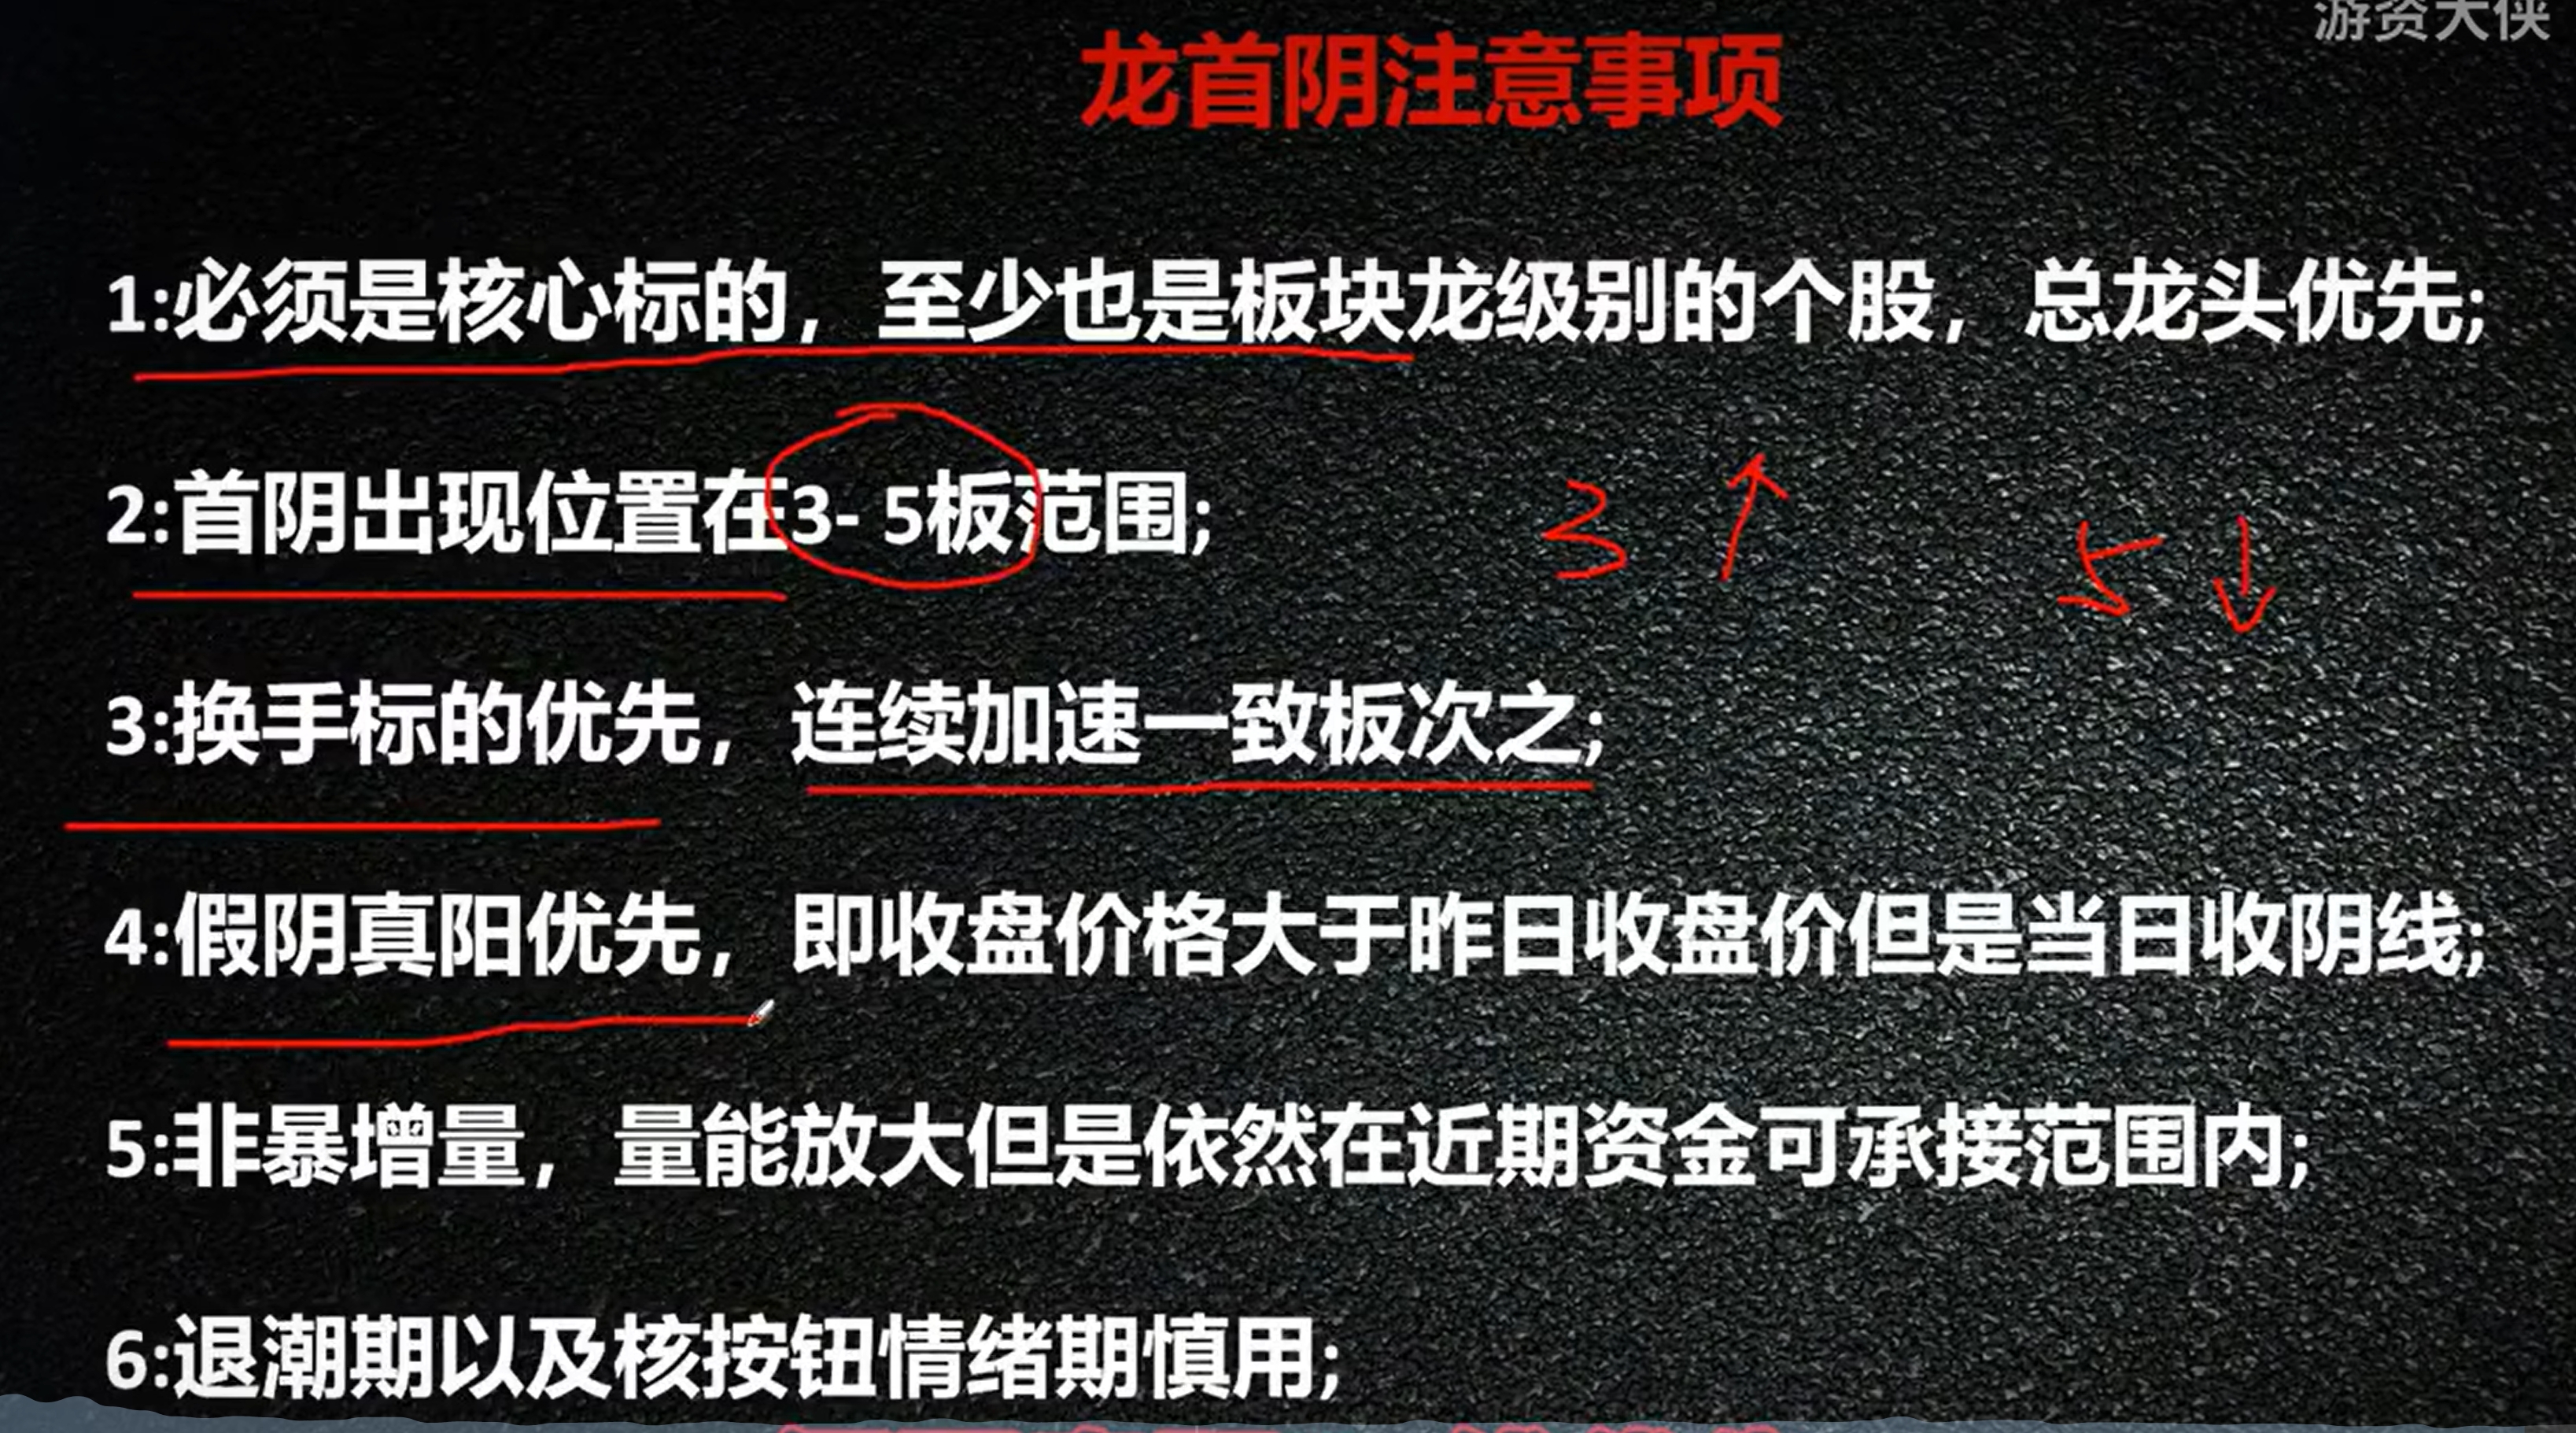 游资大侠
龙首阴注意事项
1:必须是核心标的，至少也是板块龙级别的个股，总龙头优先;
2:首阴出现位置在3- 5板范围;
3 ↑ 5 ↓
3:换手标的优先，连续加速一致板次之;
4:假阴真阳优先，即收盘价格大于昨日收盘价但是当日收阴线;
5:非暴增量，量能放大但是依然在近期资金可承接范围内;
6:退潮期以及核按钮情绪期慎用;